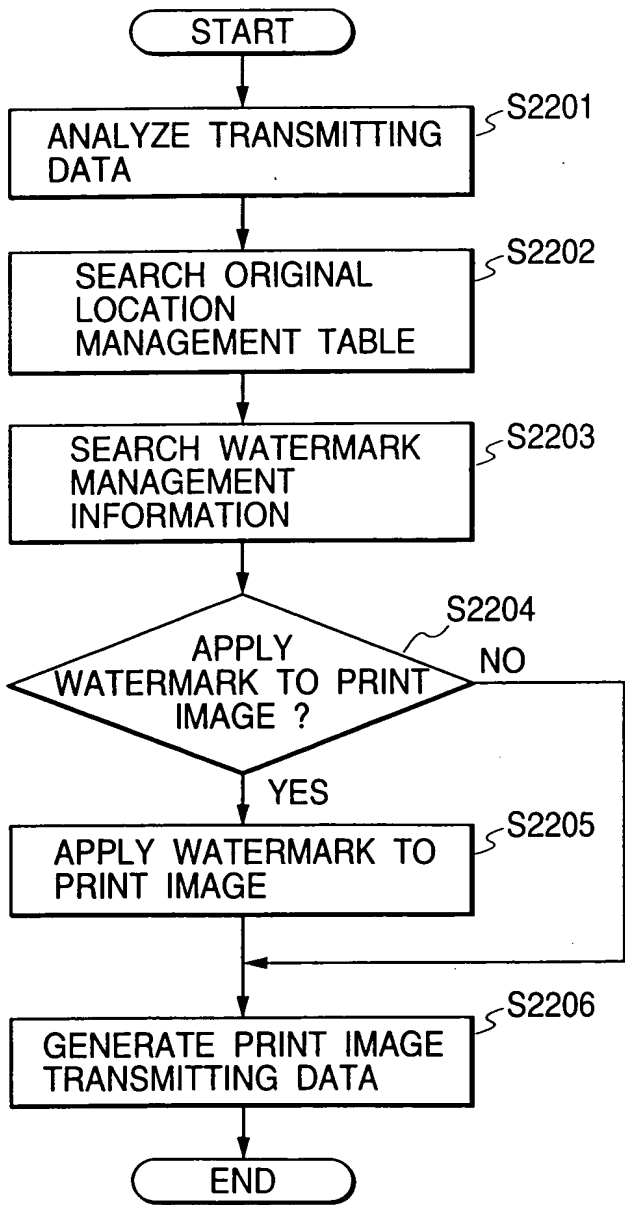 START
S2201
ANALYZE TRANSMITTING
DATA
S2202
SEARCH ORIGINAL
LOCATION
MANAGEMENT TABLE
S2203
SEARCH WATERMARK
MANAGEMENT
INFORMATION
S2204
APPLY
WATERMARK TO PRINT
IMAGE ?
NO
YES
S2205
APPLY WATERMARK TO
PRINT IMAGE
S2206
GENERATE PRINT IMAGE
TRANSMITTING DATA
END